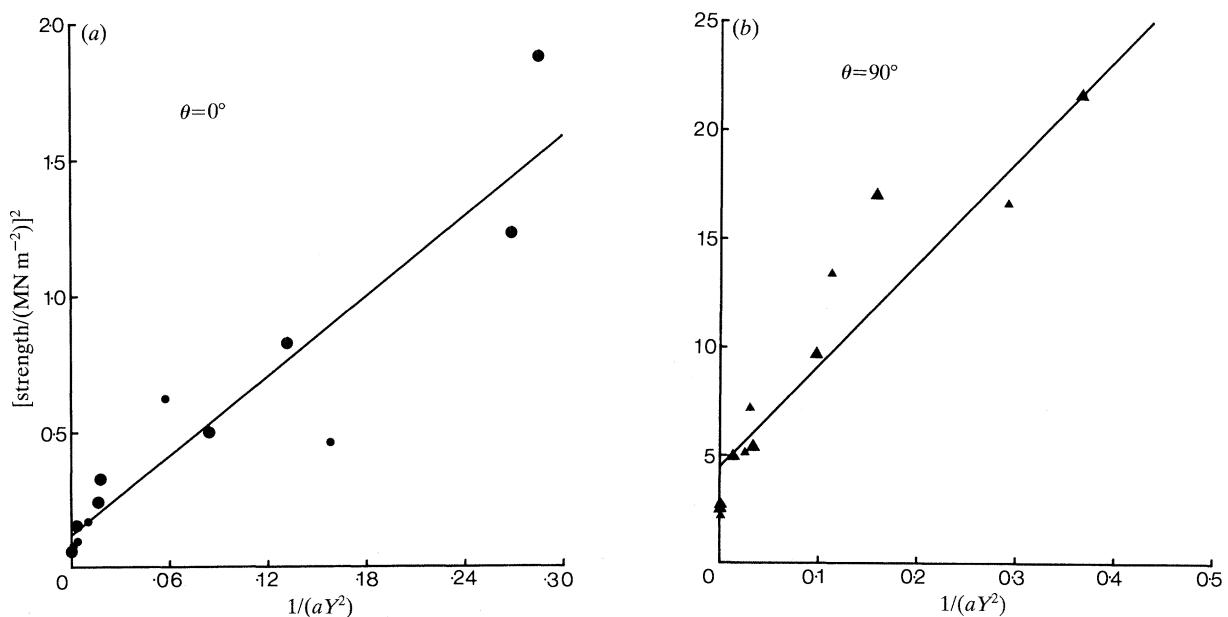 (a)
θ=0°
2·0
1·5
1·0
0·5
[strength/(MN m⁻²)]²
0 ·06 ·12 ·18 ·24 ·30
1/(aY²)
(b)
θ=90°
25
20
15
10
5
0
0 0·1 0·2 0·3 0·4 0·5
1/(aY²)